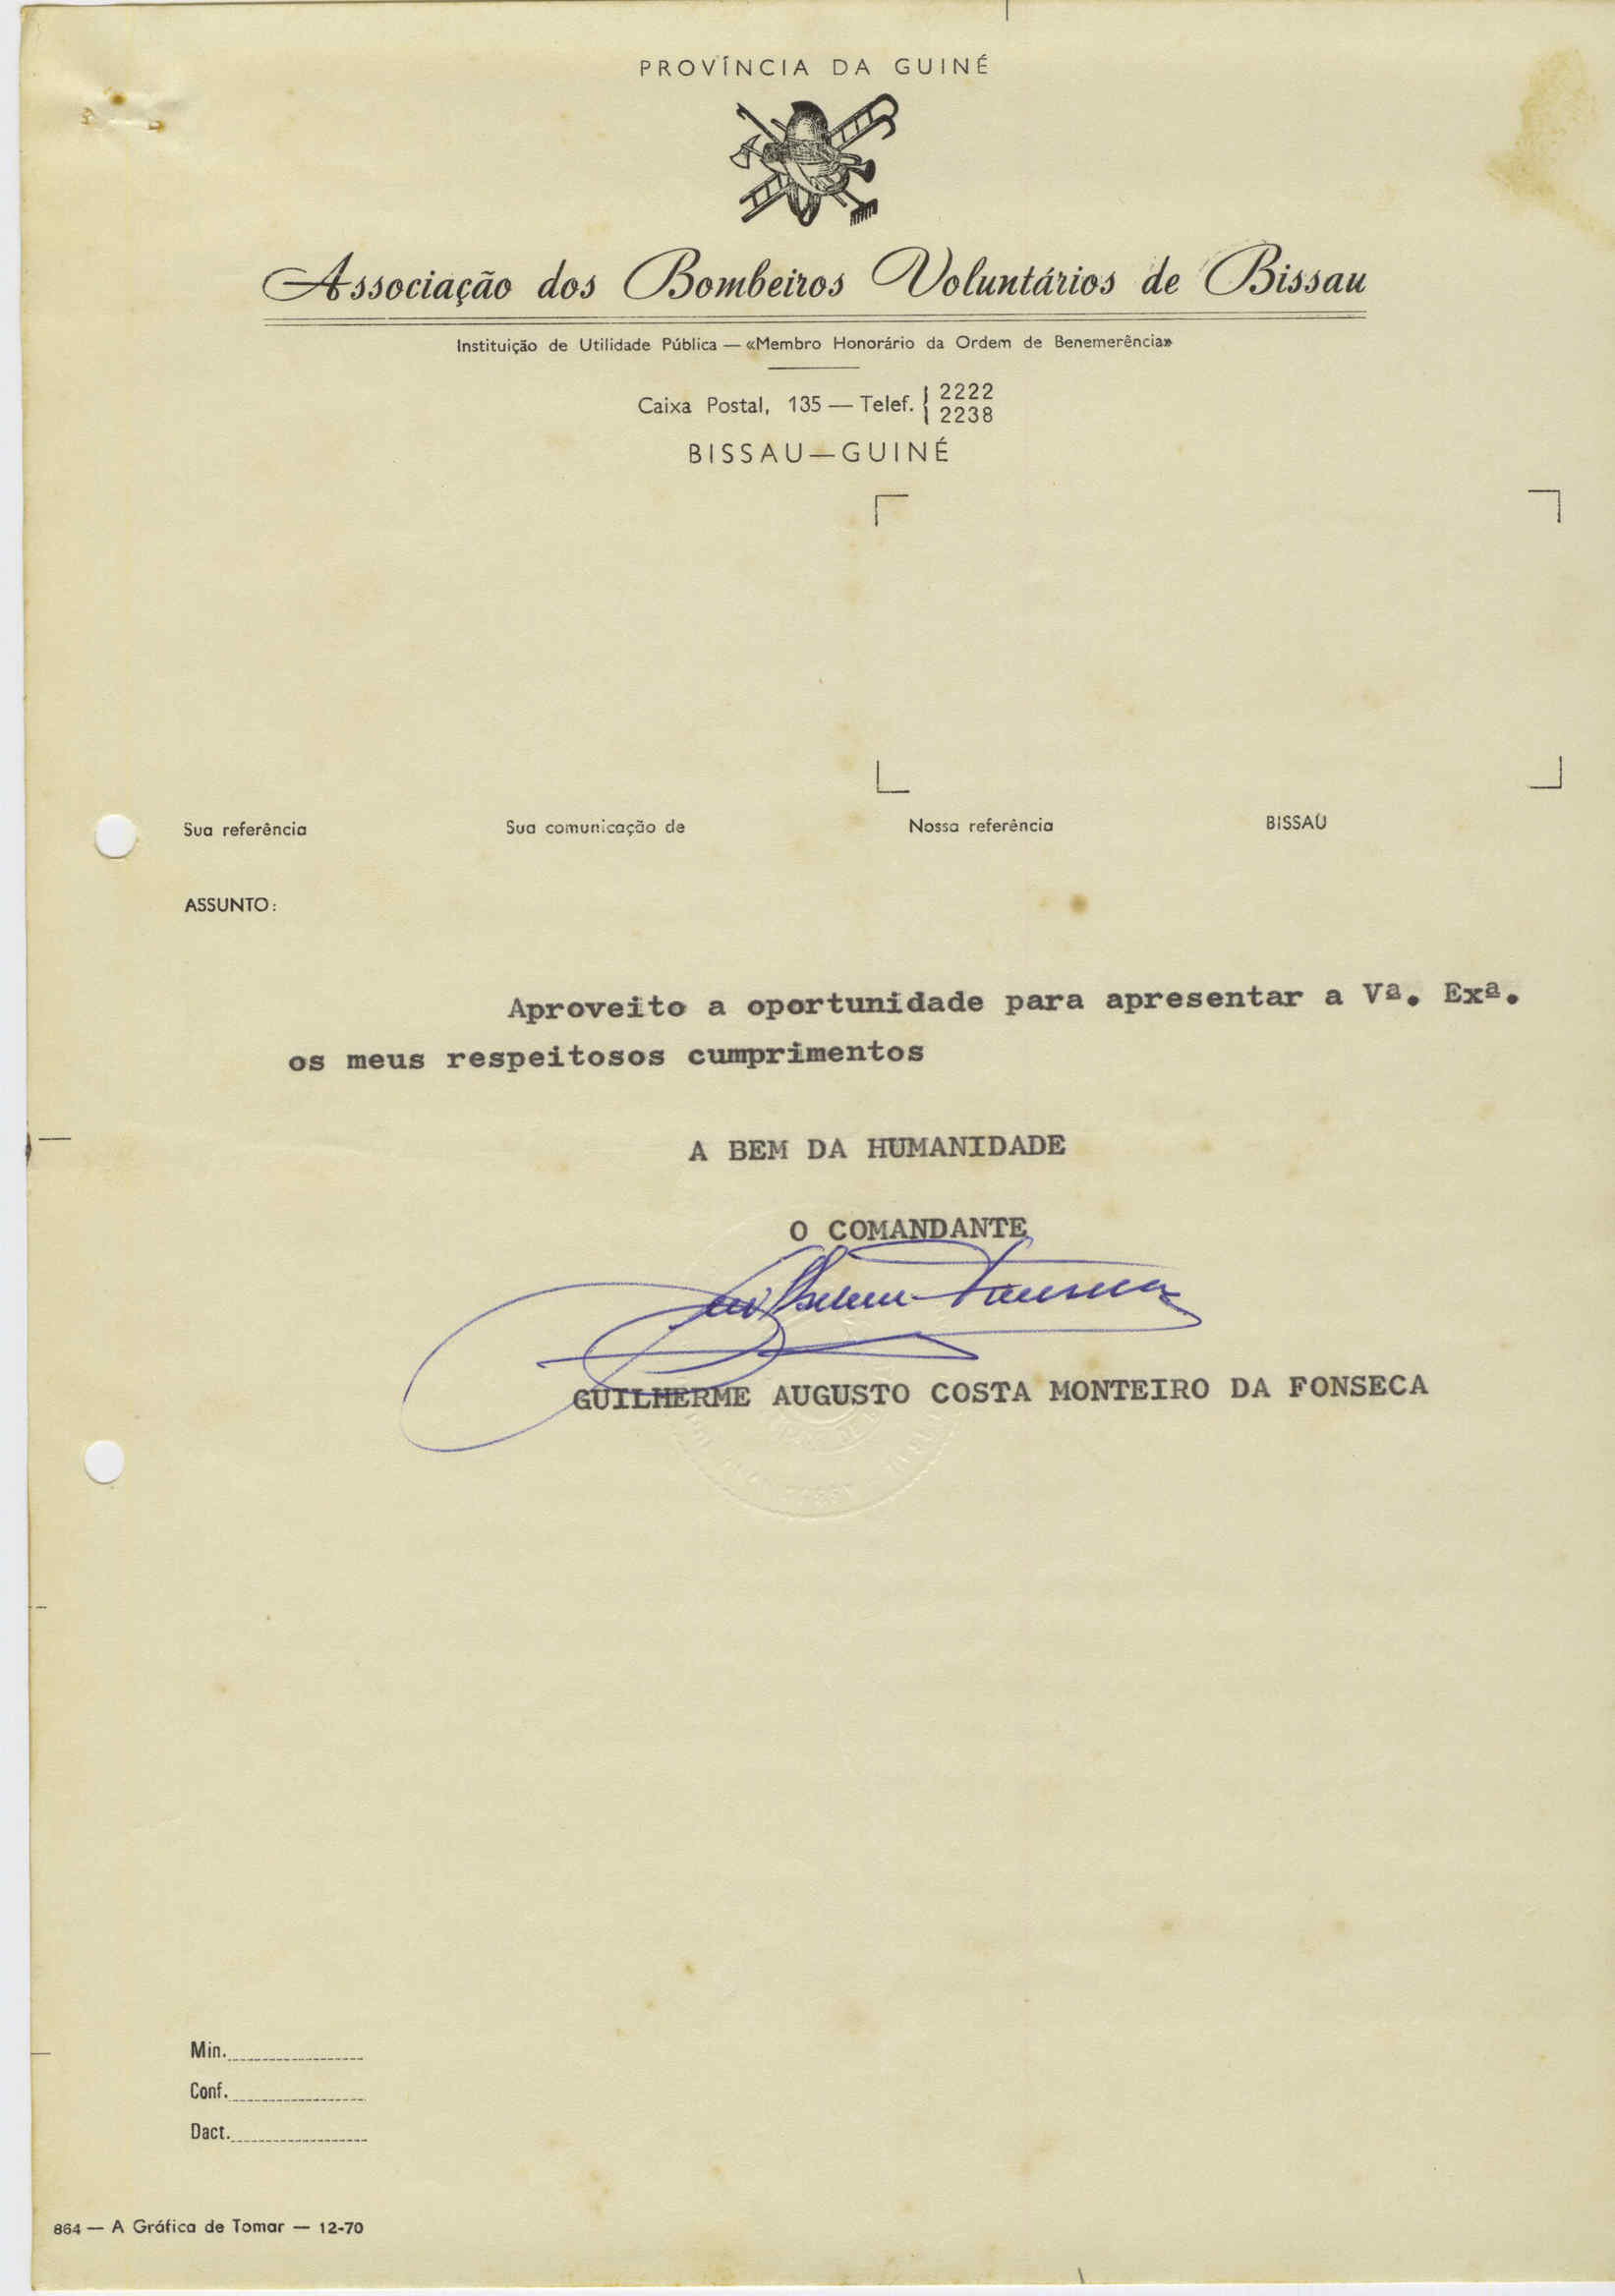 PROVÍNCIA DA GUINÉ
Associação dos Bombeiros Voluntários de Bissau
Instituição de Utilidade Pública — «Membro Honorário da Ordem de Benemerência»
Caixa Postal, 135 — Telef. { 2222
2238
BISSAU — GUINÉ
Sua referência Sua comunicação de Nossa referência BISSAU
ASSUNTO:
Aproveito a oportunidade para apresentar a Vª. Exª.
os meus respeitosos cumprimentos
A BEM DA HUMANIDADE
O COMANDANTE
Guilherme Fonseca
GUILHERME AUGUSTO COSTA MONTEIRO DA FONSECA
Min.
Conf.
Dact.
864 — A Gráfica de Tomar — 12-70